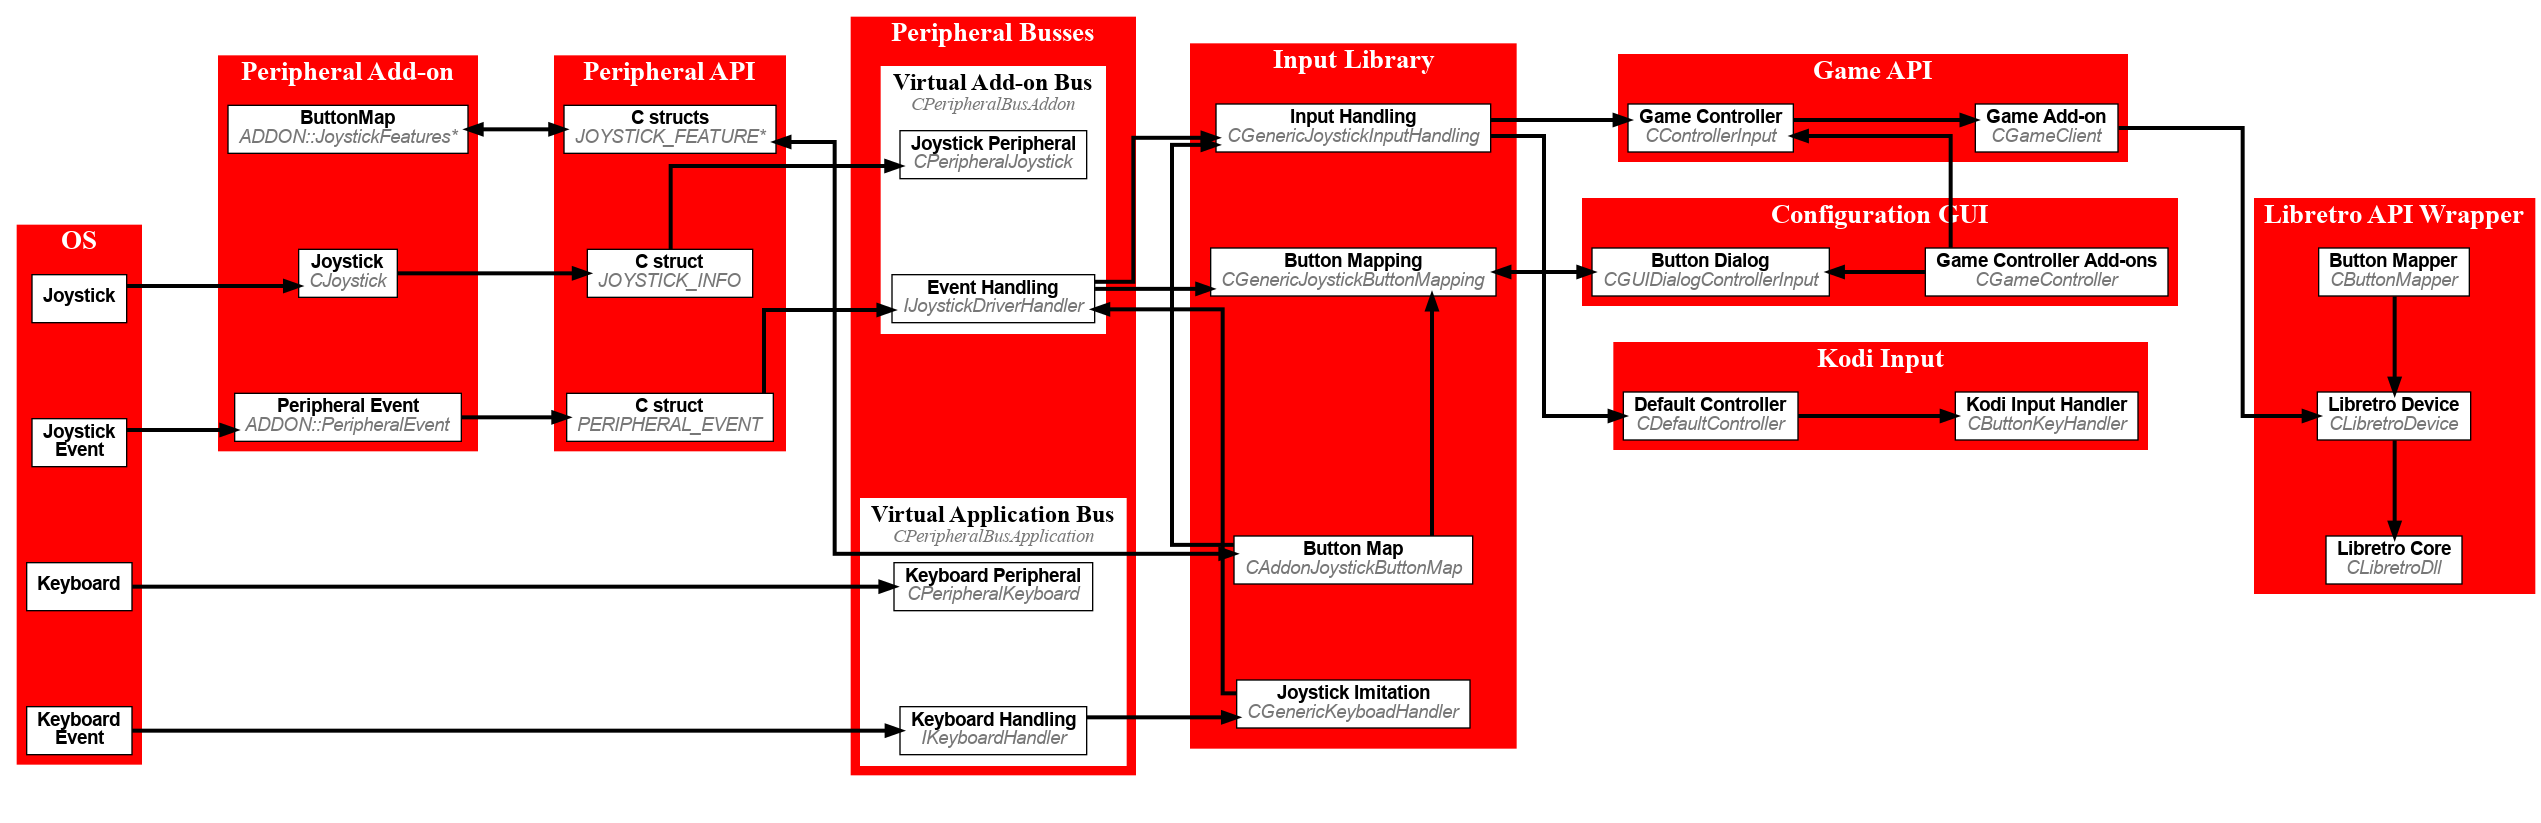 OS
Joystick
Joystick
Event
Keyboard
Keyboard
Event
Peripheral Add-on
ButtonMap
ADDON::JoystickFeatures*
Joystick
CJoystick
Peripheral Event
ADDON::PeripheralEvent
Peripheral API
C structs
JOYSTICK_FEATURE*
C struct
JOYSTICK_INFO
C struct
PERIPHERAL_EVENT
Peripheral Busses
Virtual Add-on Bus
CPeripheralBusAddon
Joystick Peripheral
CPeripheralJoystick
Event Handling
IJoystickDriverHandler
Virtual Application Bus
CPeripheralBusApplication
Keyboard Peripheral
CPeripheralKeyboard
Keyboard Handling
IKeyboardHandler
Input Library
Input Handling
CGenericJoystickInputHandling
Button Mapping
CGenericJoystickButtonMapping
Button Map
CAddonJoystickButtonMap
Joystick Imitation
CGenericKeyboadHandler
Game API
Game Controller
CControllerInput
Game Add-on
CGameClient
Configuration GUI
Button Dialog
CGUIDialogControllerInput
Game Controller Add-ons
CGameController
Kodi Input
Default Controller
CDefaultController
Kodi Input Handler
CButtonKeyHandler
Libretro API Wrapper
Button Mapper
CButtonMapper
Libretro Device
CLibretroDevice
Libretro Core
CLibretroDll